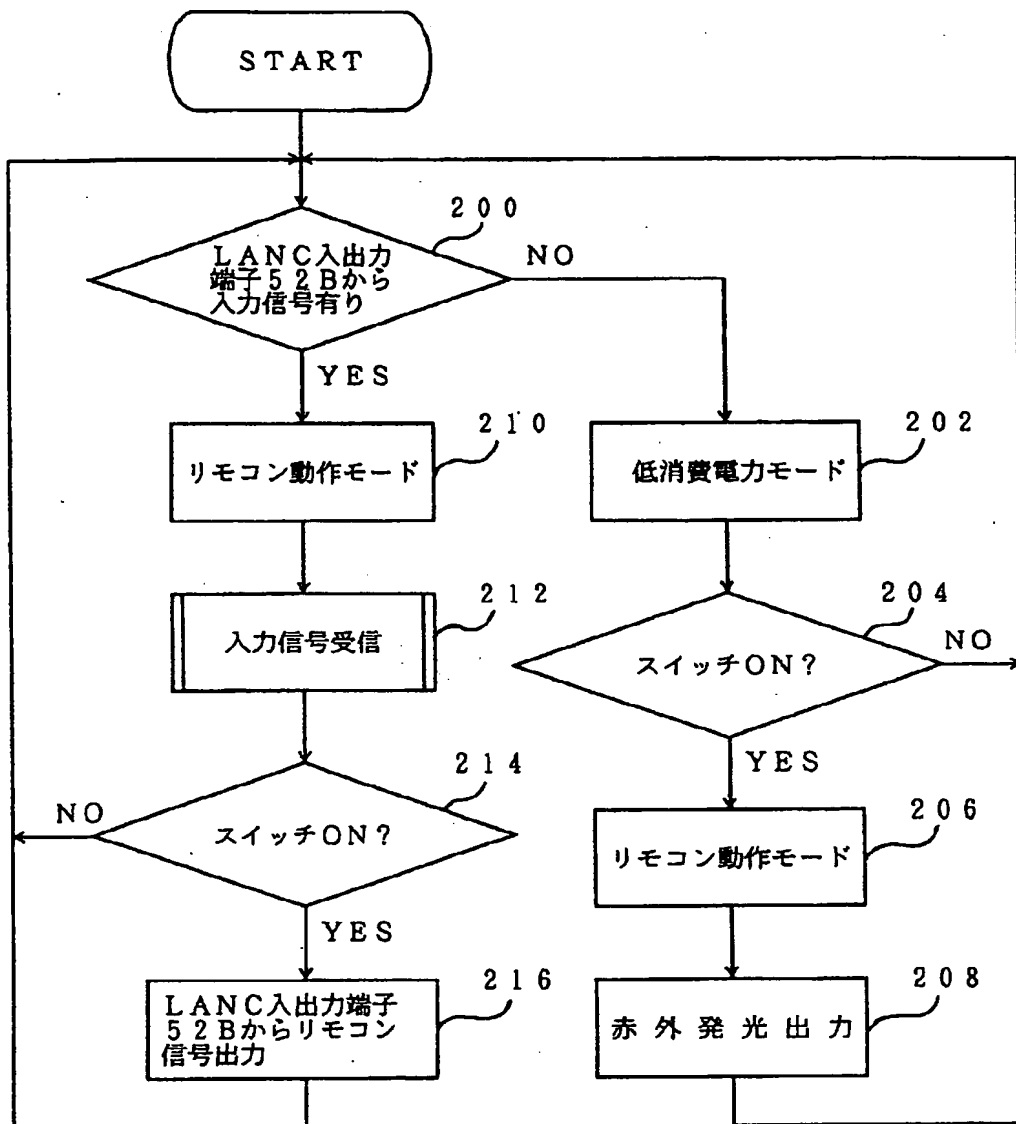 START
200
LANC入出力
端子52Bから
入力信号有り
NO
YES
210
リモコン動作モード
202
低消費電力モード
212
入力信号受信
204
スイッチON?
NO
YES
214
スイッチON?
NO
YES
206
リモコン動作モード
216
LANC入出力端子
52Bからリモコン
信号出力
208
赤外発光出力